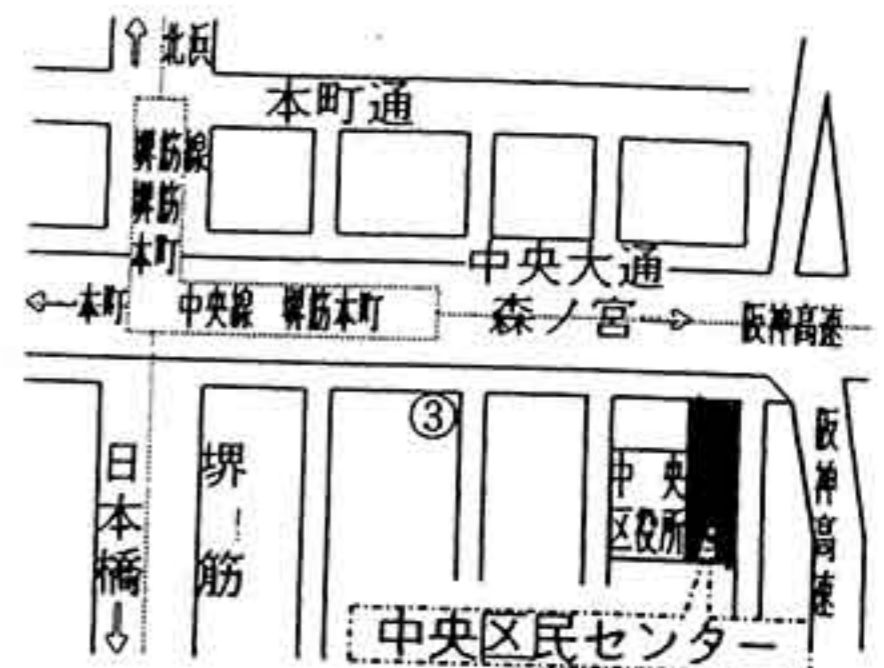 北浜
本町通
堺筋線
堺筋
本町
中央大通
本町
中央線 堺筋本町
森ノ宮
阪神高速
③
日本橋
堺筋
中央
区役所
阪神高速
中央区民センター